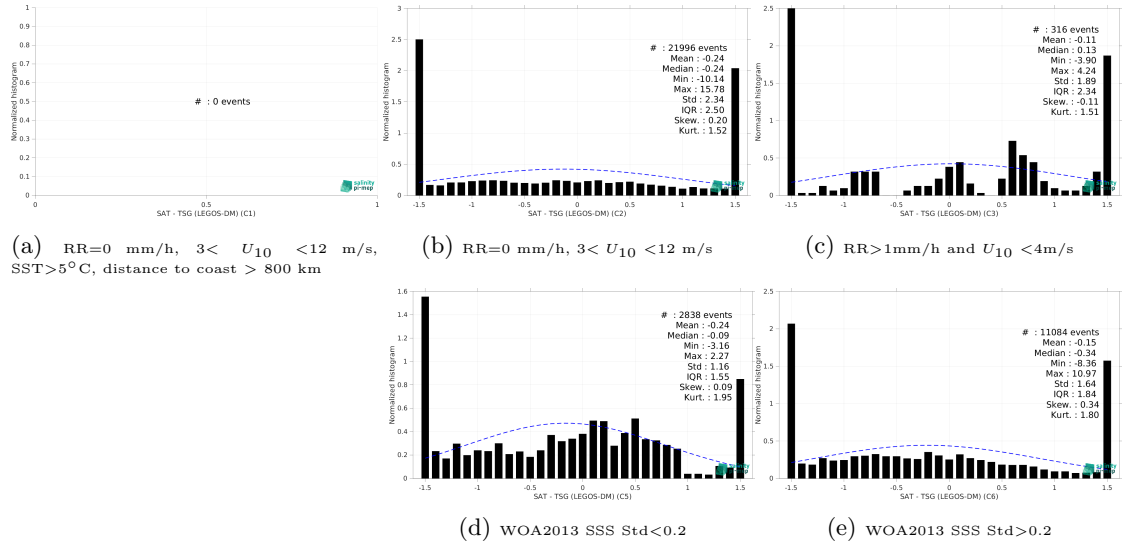 1
0.9
0.8
0.7
0.6
0.5
0.4
0.3
0.2
0.1
0
Normalized histogram
# : 0 events
salinity
pi-mep
0 0.5 1
SAT - TSG (LEGOS-DM) (C1)
(a) RR=0 mm/h, 3< U10 <12 m/s,
SST>5°C, distance to coast > 800 km
3
2.5
2
1.5
1
0.5
0
Normalized histogram
# : 21996 events
Mean : -0.24
Median : -0.24
Min : -10.14
Max : 15.78
Std : 2.34
IQR : 2.50
Skew. : 0.20
Kurt. : 1.52
salinity
pi-mep
-1.5 -1 -0.5 0 0.5 1 1.5
SAT - TSG (LEGOS-DM) (C2)
(b) RR=0 mm/h, 3< U10 <12 m/s
2.5
2
1.5
1
0.5
0
Normalized histogram
# : 316 events
Mean : -0.11
Median : 0.13
Min : -3.90
Max : 4.24
Std : 1.89
IQR : 2.34
Skew. : -0.11
Kurt. : 1.51
salinity
pi-mep
-1.5 -1 -0.5 0 0.5 1 1.5
SAT - TSG (LEGOS-DM) (C3)
(c) RR>1mm/h and U10 <4m/s
1.6
1.4
1.2
1
0.8
0.6
0.4
0.2
0
Normalized histogram
# : 2838 events
Mean : -0.24
Median : -0.09
Min : -3.16
Max : 2.27
Std : 1.16
IQR : 1.55
Skew. : 0.09
Kurt. : 1.95
salinity
pi-mep
-1.5 -1 -0.5 0 0.5 1 1.5
SAT - TSG (LEGOS-DM) (C5)
(d) WOA2013 SSS Std<0.2
2.5
2
1.5
1
0.5
0
Normalized histogram
# : 11084 events
Mean : -0.15
Median : -0.34
Min : -8.36
Max : 10.97
Std : 1.64
IQR : 1.84
Skew. : 0.34
Kurt. : 1.80
salinity
pi-mep
-1.5 -1 -0.5 0 0.5 1 1.5
SAT - TSG (LEGOS-DM) (C6)
(e) WOA2013 SSS Std>0.2